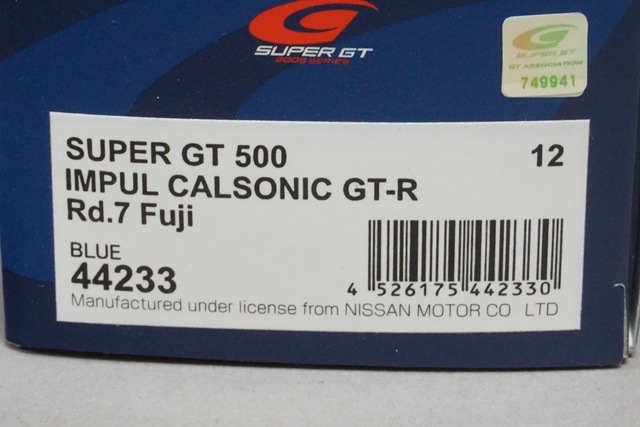 SUPER GT
2009 SERIES
SUPER GT
GT ASSOCIATION
749941
SUPER GT 500 12
IMPUL CALSONIC GT-R
Rd.7 Fuji
BLUE
44233
4 526175 442330
Manufactured under license from NISSAN MOTOR CO LTD